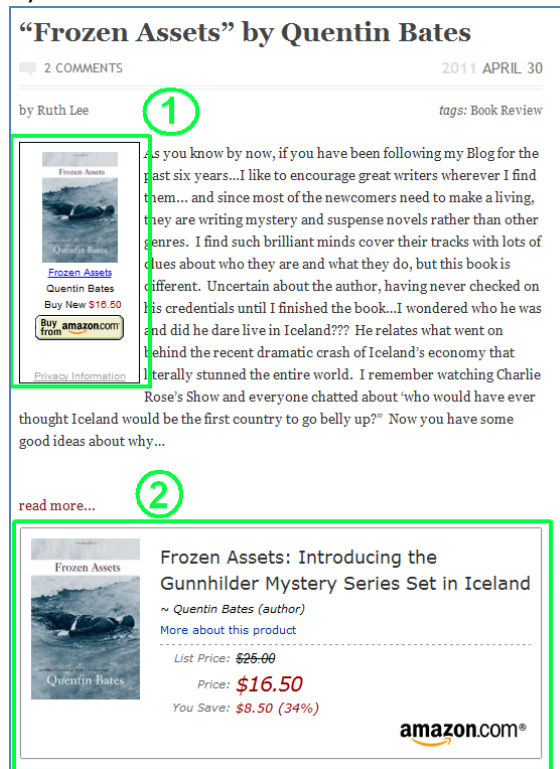 “Frozen Assets” by Quentin Bates
2 COMMENTS
2011 APRIL 30
by Ruth Lee
1
tags: Book Review
Frozen Assets
Quentin Bates
Frozen Assets
Quentin Bates
Buy New $16.50
Buy from amazon.com
Privacy Information
As you know by now, if you have been following my Blog for the
past six years...I like to encourage great writers wherever I find
them... and since most of the newcomers need to make a living,
they are writing mystery and suspense novels rather than other
genres. I find such brilliant minds cover their tracks with lots of
clues about who they are and what they do, but this book is
different. Uncertain about the author, having never checked on
his credentials until I finished the book...I wondered who he was
and did he dare live in Iceland??? He relates what went on
behind the recent dramatic crash of Iceland’s economy that
literally stunned the entire world. I remember watching Charlie
Rose’s Show and everyone chatted about ‘who would have ever
thought Iceland would be the first country to go belly up?” Now you have some
good ideas about why...
read more...
2
Frozen Assets
Quentin Bates
Frozen Assets: Introducing the
Gunnhilder Mystery Series Set in Iceland
~ Quentin Bates (author)
More about this product
List Price: $25.00
Price: $16.50
You Save: $8.50 (34%)
amazon.com®